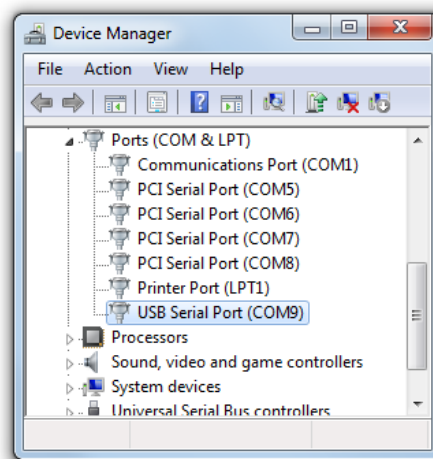 Device Manager
File Action View Help
Ports (COM & LPT)
Communications Port (COM1)
PCI Serial Port (COM5)
PCI Serial Port (COM6)
PCI Serial Port (COM7)
PCI Serial Port (COM8)
Printer Port (LPT1)
USB Serial Port (COM9)
Processors
Sound, video and game controllers
System devices
Universal Serial Bus controllers